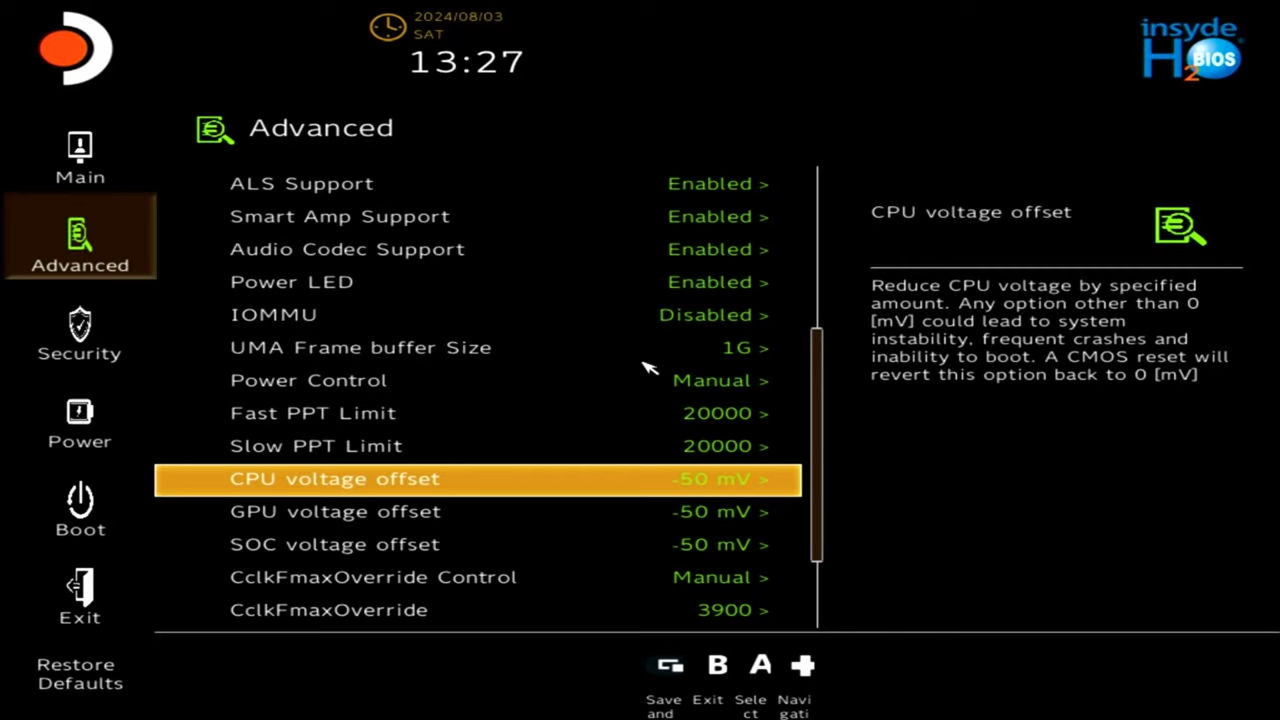 2024/08/03
SAT
13:27
insyde
H2BIOS
Advanced
Main
Advanced
Security
Power
Boot
Exit
Restore
Defaults
ALS Support Enabled >
Smart Amp Support Enabled >
Audio Codec Support Enabled >
Power LED Enabled >
IOMMU Disabled >
UMA Frame buffer Size 1G >
Power Control Manual >
Fast PPT Limit 20000 >
Slow PPT Limit 20000 >
CPU voltage offset -50 mV >
GPU voltage offset -50 mV >
SOC voltage offset -50 mV >
CclkFmaxOverride Control Manual >
CclkFmaxOverride 3900 >
CPU voltage offset
Reduce CPU voltage by specified
amount. Any option other than 0
[mV] could lead to system
instability, frequent crashes and
inability to boot. A CMOS reset will
revert this option back to 0 [mV]
B A
Save Exit Sele Navi
and ct gati